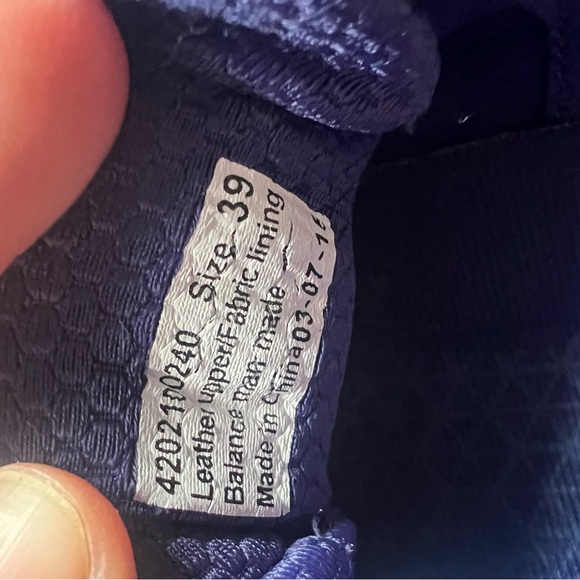 4202100240 Size 39
Leather upper/Fabric lining
Balance man made
Made in China 03-07-16